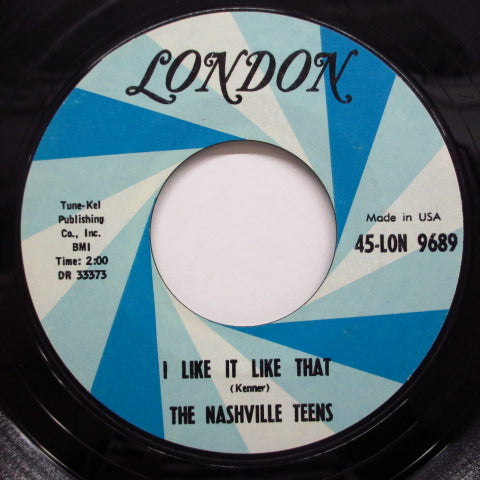 LONDON
Tune-Kel
Publishing
Co., Inc.
BMI
Time: 2:00
DR 33373
Made in USA
45-LON 9689
I LIKE IT LIKE THAT
(Kenner)
THE NASHVILLE TEENS